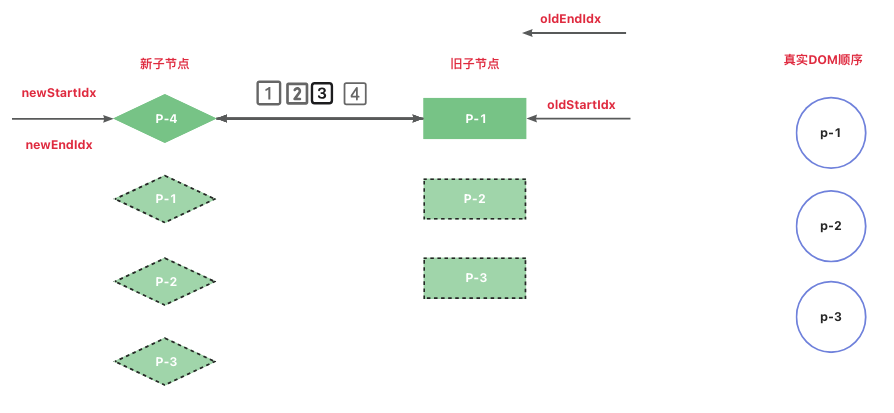 oldEndIdx
新子节点
旧子节点
真实DOM顺序
newStartIdx
1 2 3 4
oldStartIdx
P-4
P-1
newEndIdx
p-1
P-1
P-2
p-2
P-2
P-3
p-3
P-3